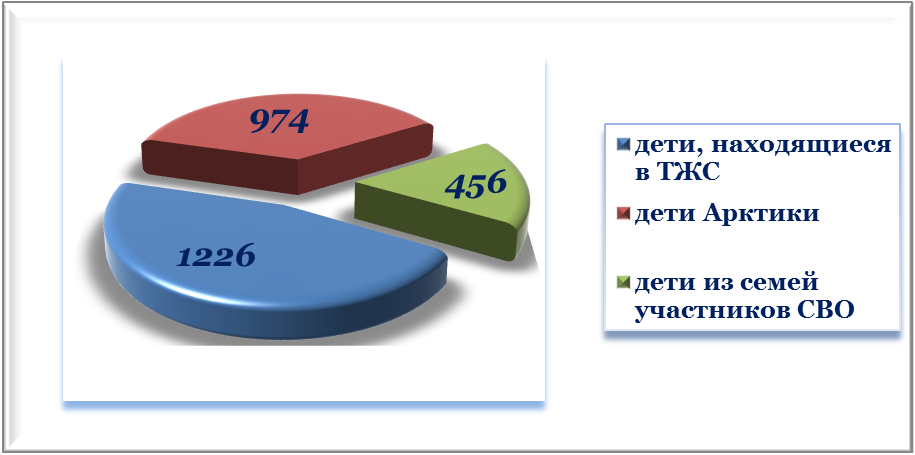 974
456
1226
дети, находящиеся
в ТЖС
дети Арктики
дети из семей
участников СВО